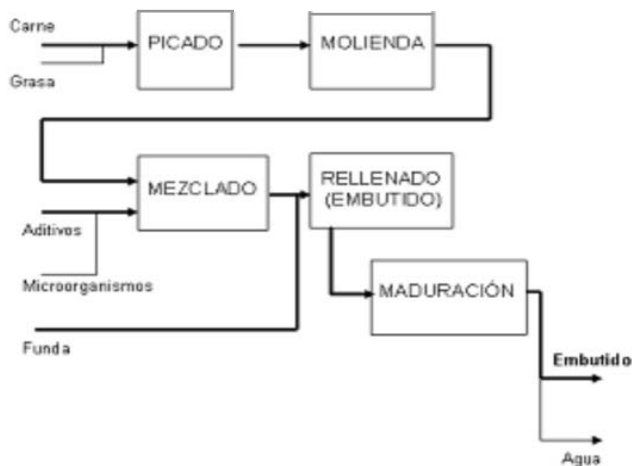 Carne
PICADO
MOLIENDA
Grasa
MEZCLADO
RELLENADO
(EMBUTIDO)
Aditivos
Microorganismos
MADURACIÓN
Funda
Embutido
Agua